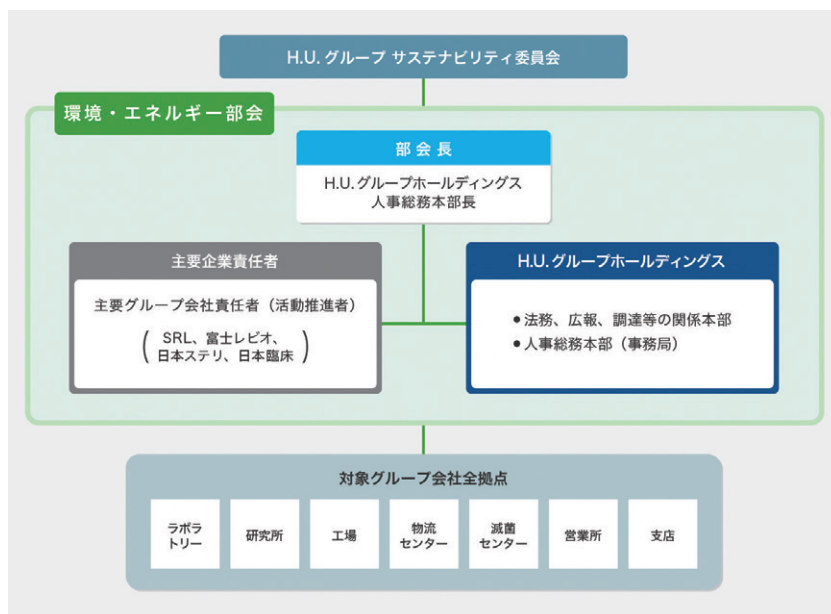 H.U. グループ サステナビリティ委員会
環境・エネルギー部会
部会長
H.U.グループホールディングス
人事総務本部長
主要企業責任者
主要グループ会社責任者（活動推進者）
（SRL、富士レビオ、
日本ステリ、日本臨床）
H.U.グループホールディングス
●法務、広報、調達等の関係本部
●人事総務本部（事務局）
対象グループ会社全拠点
ラボラ
トリー
研究所
工場
物流
センター
滅菌
センター
営業所
支店